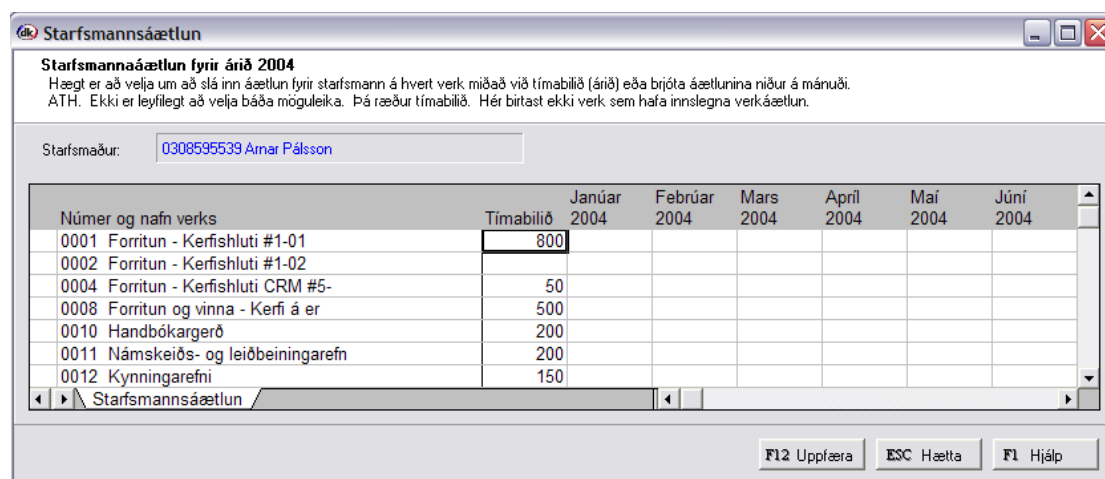 dk Starfsmannsáætlun
Starfsmannaáætlun fyrir árið 2004
Hægt er að velja um að slá inn áætlun fyrir starfsmann á hvert verk miðað við tímabilið (árið) eða brjóta áætlunina niður á mánuði.
ATH. Ekki er leyfilegt að velja báða möguleika. Þá ræður tímabilið. Hér birtast ekki verk sem hafa innslegna verkáætlun.
Starfsmaður: 0308595539 Arnar Pálsson
Janúar Febrúar Mars Apríl Maí Júní
Númer og nafn verks Tímabilið 2004 2004 2004 2004 2004 2004
0001 Forritun - Kerfishluti #1-01 800
0002 Forritun - Kerfishluti #1-02
0004 Forritun - Kerfishluti CRM #5- 50
0008 Forritun og vinna - Kerfi á er 500
0010 Handbókargerð 200
0011 Námskeiðs- og leiðbeiningarefn 200
0012 Kynningarefni 150
Starfsmannsáætlun
F12 Uppfæra ESC Hætta F1 Hjálp